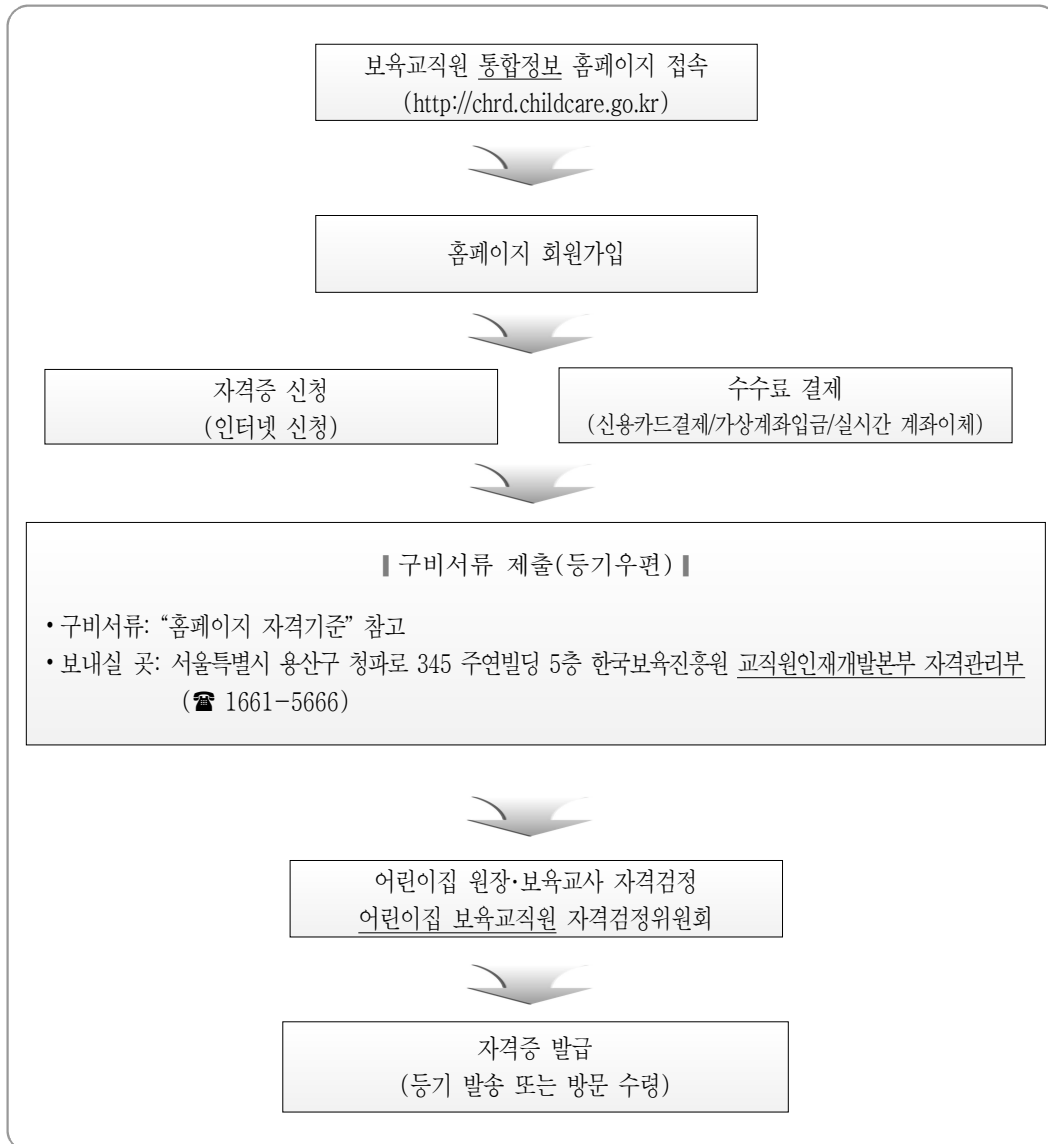 보육교직원 통합정보 홈페이지 접속
(http://chrd.childcare.go.kr)
홈페이지 회원가입
자격증 신청
(인터넷 신청)
수수료 결제
(신용카드결제/가상계좌입금/실시간 계좌이체)
∥구비서류 제출(등기우편)∥
• 구비서류: “홈페이지 자격기준” 참고
• 보내실 곳: 서울특별시 용산구 청파로 345 주연빌딩 5층 한국보육진흥원 교직원인재개발본부 자격관리부
(☎ 1661-5666)
어린이집 원장·보육교사 자격검정
어린이집 보육교직원 자격검정위원회
자격증 발급
(등기 발송 또는 방문 수령)